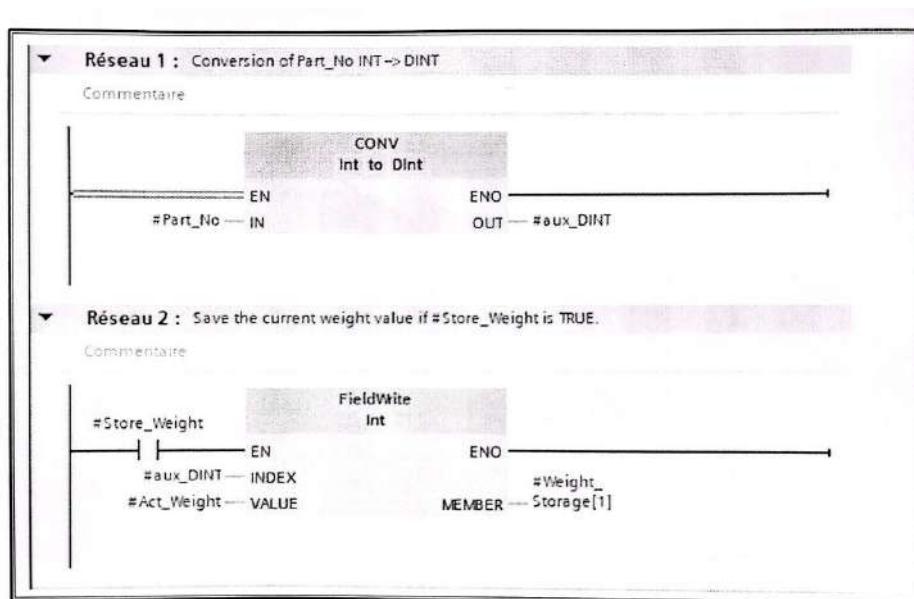 Réseau 1 : Conversion of Part_No INT --> DINT
Commentaire
CONV
Int to DInt
EN ENO
#Part_No IN OUT #aux_DINT
Réseau 2 : Save the current weight value if #Store_Weight is TRUE.
Commentaire
FieldWrite
Int
#Store_Weight
EN ENO
#aux_DINT INDEX
#Act_Weight VALUE
MEMBER
#Weight_
Storage[1]